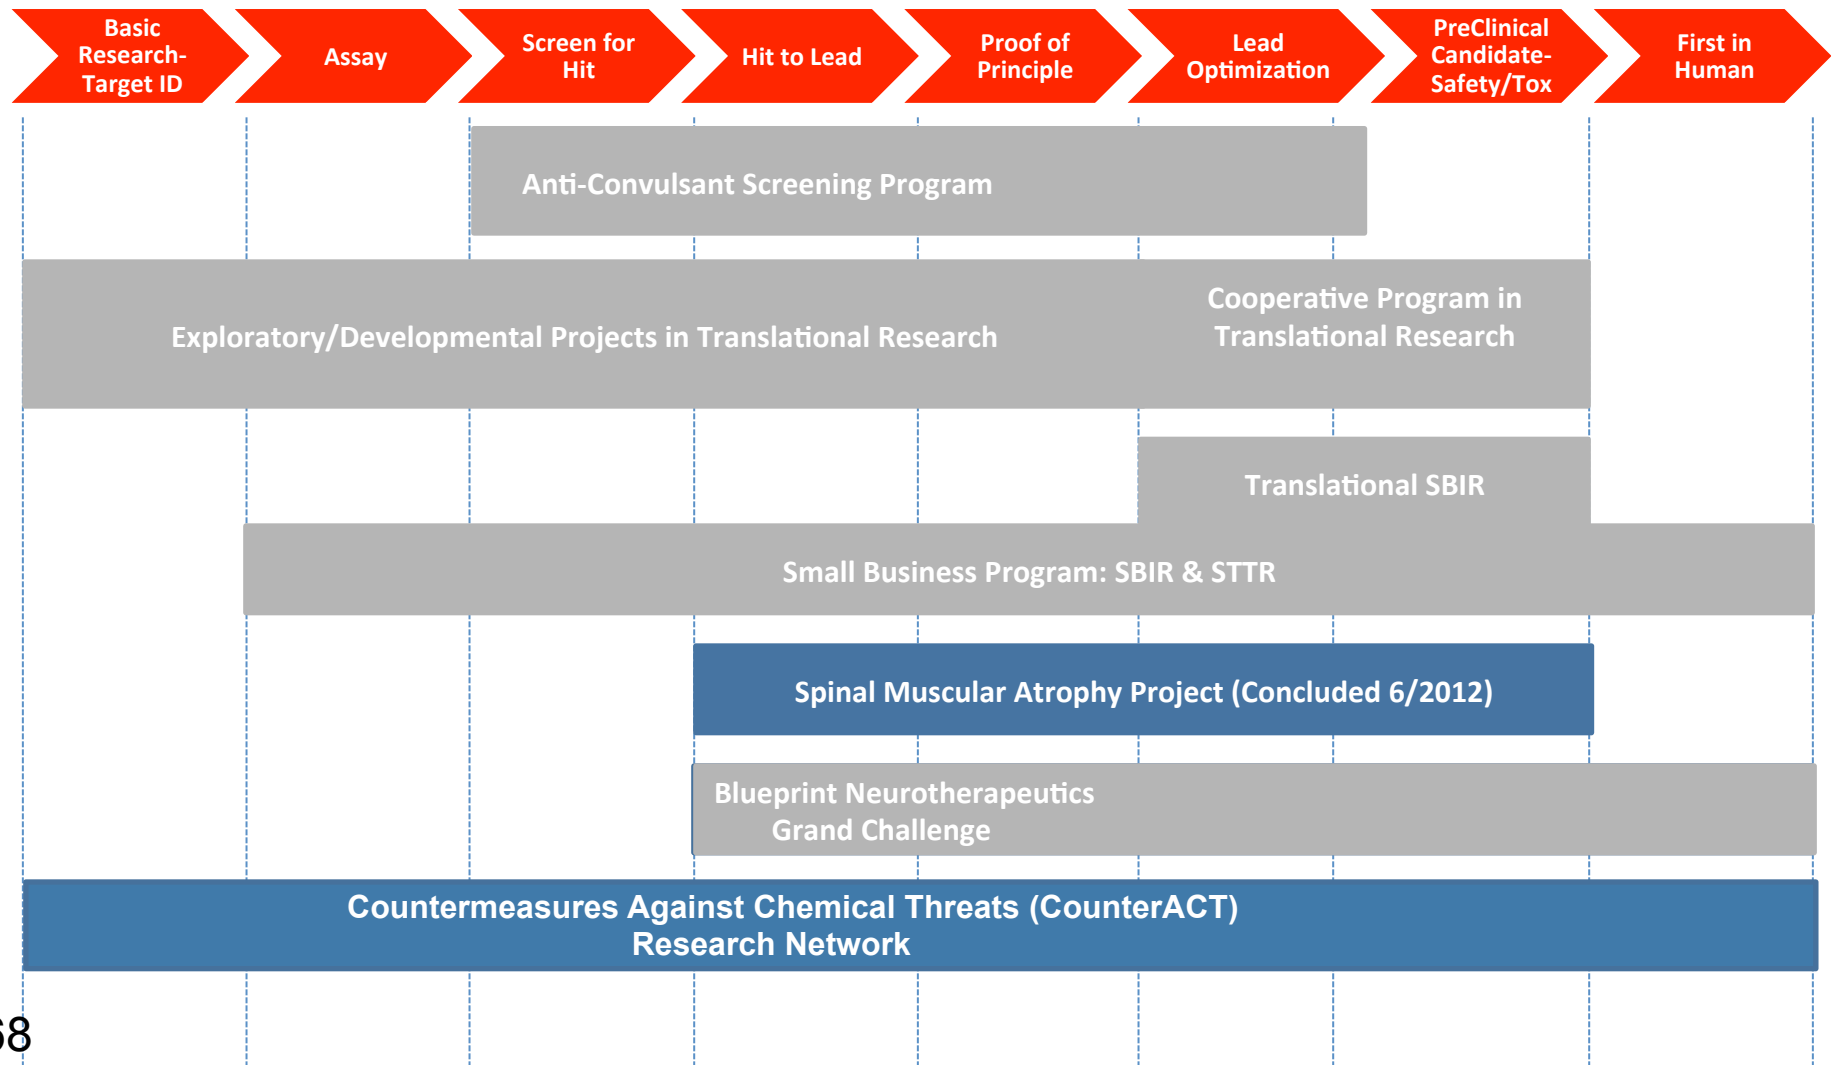 Basic
Research-
Target ID
Assay
Screen for
Hit
Hit to Lead
Proof of
Principle
Lead
Optimization
PreClinical
Candidate-
Safety/Tox
First in
Human
Anti-Convulsant Screening Program
Exploratory/Developmental Projects in Translational Research
Cooperative Program in
Translational Research
Translational SBIR
Small Business Program: SBIR & STTR
Spinal Muscular Atrophy Project (Concluded 6/2012)
Blueprint Neurotherapeutics
Grand Challenge
Countermeasures Against Chemical Threats (CounterACT)
Research Network
68